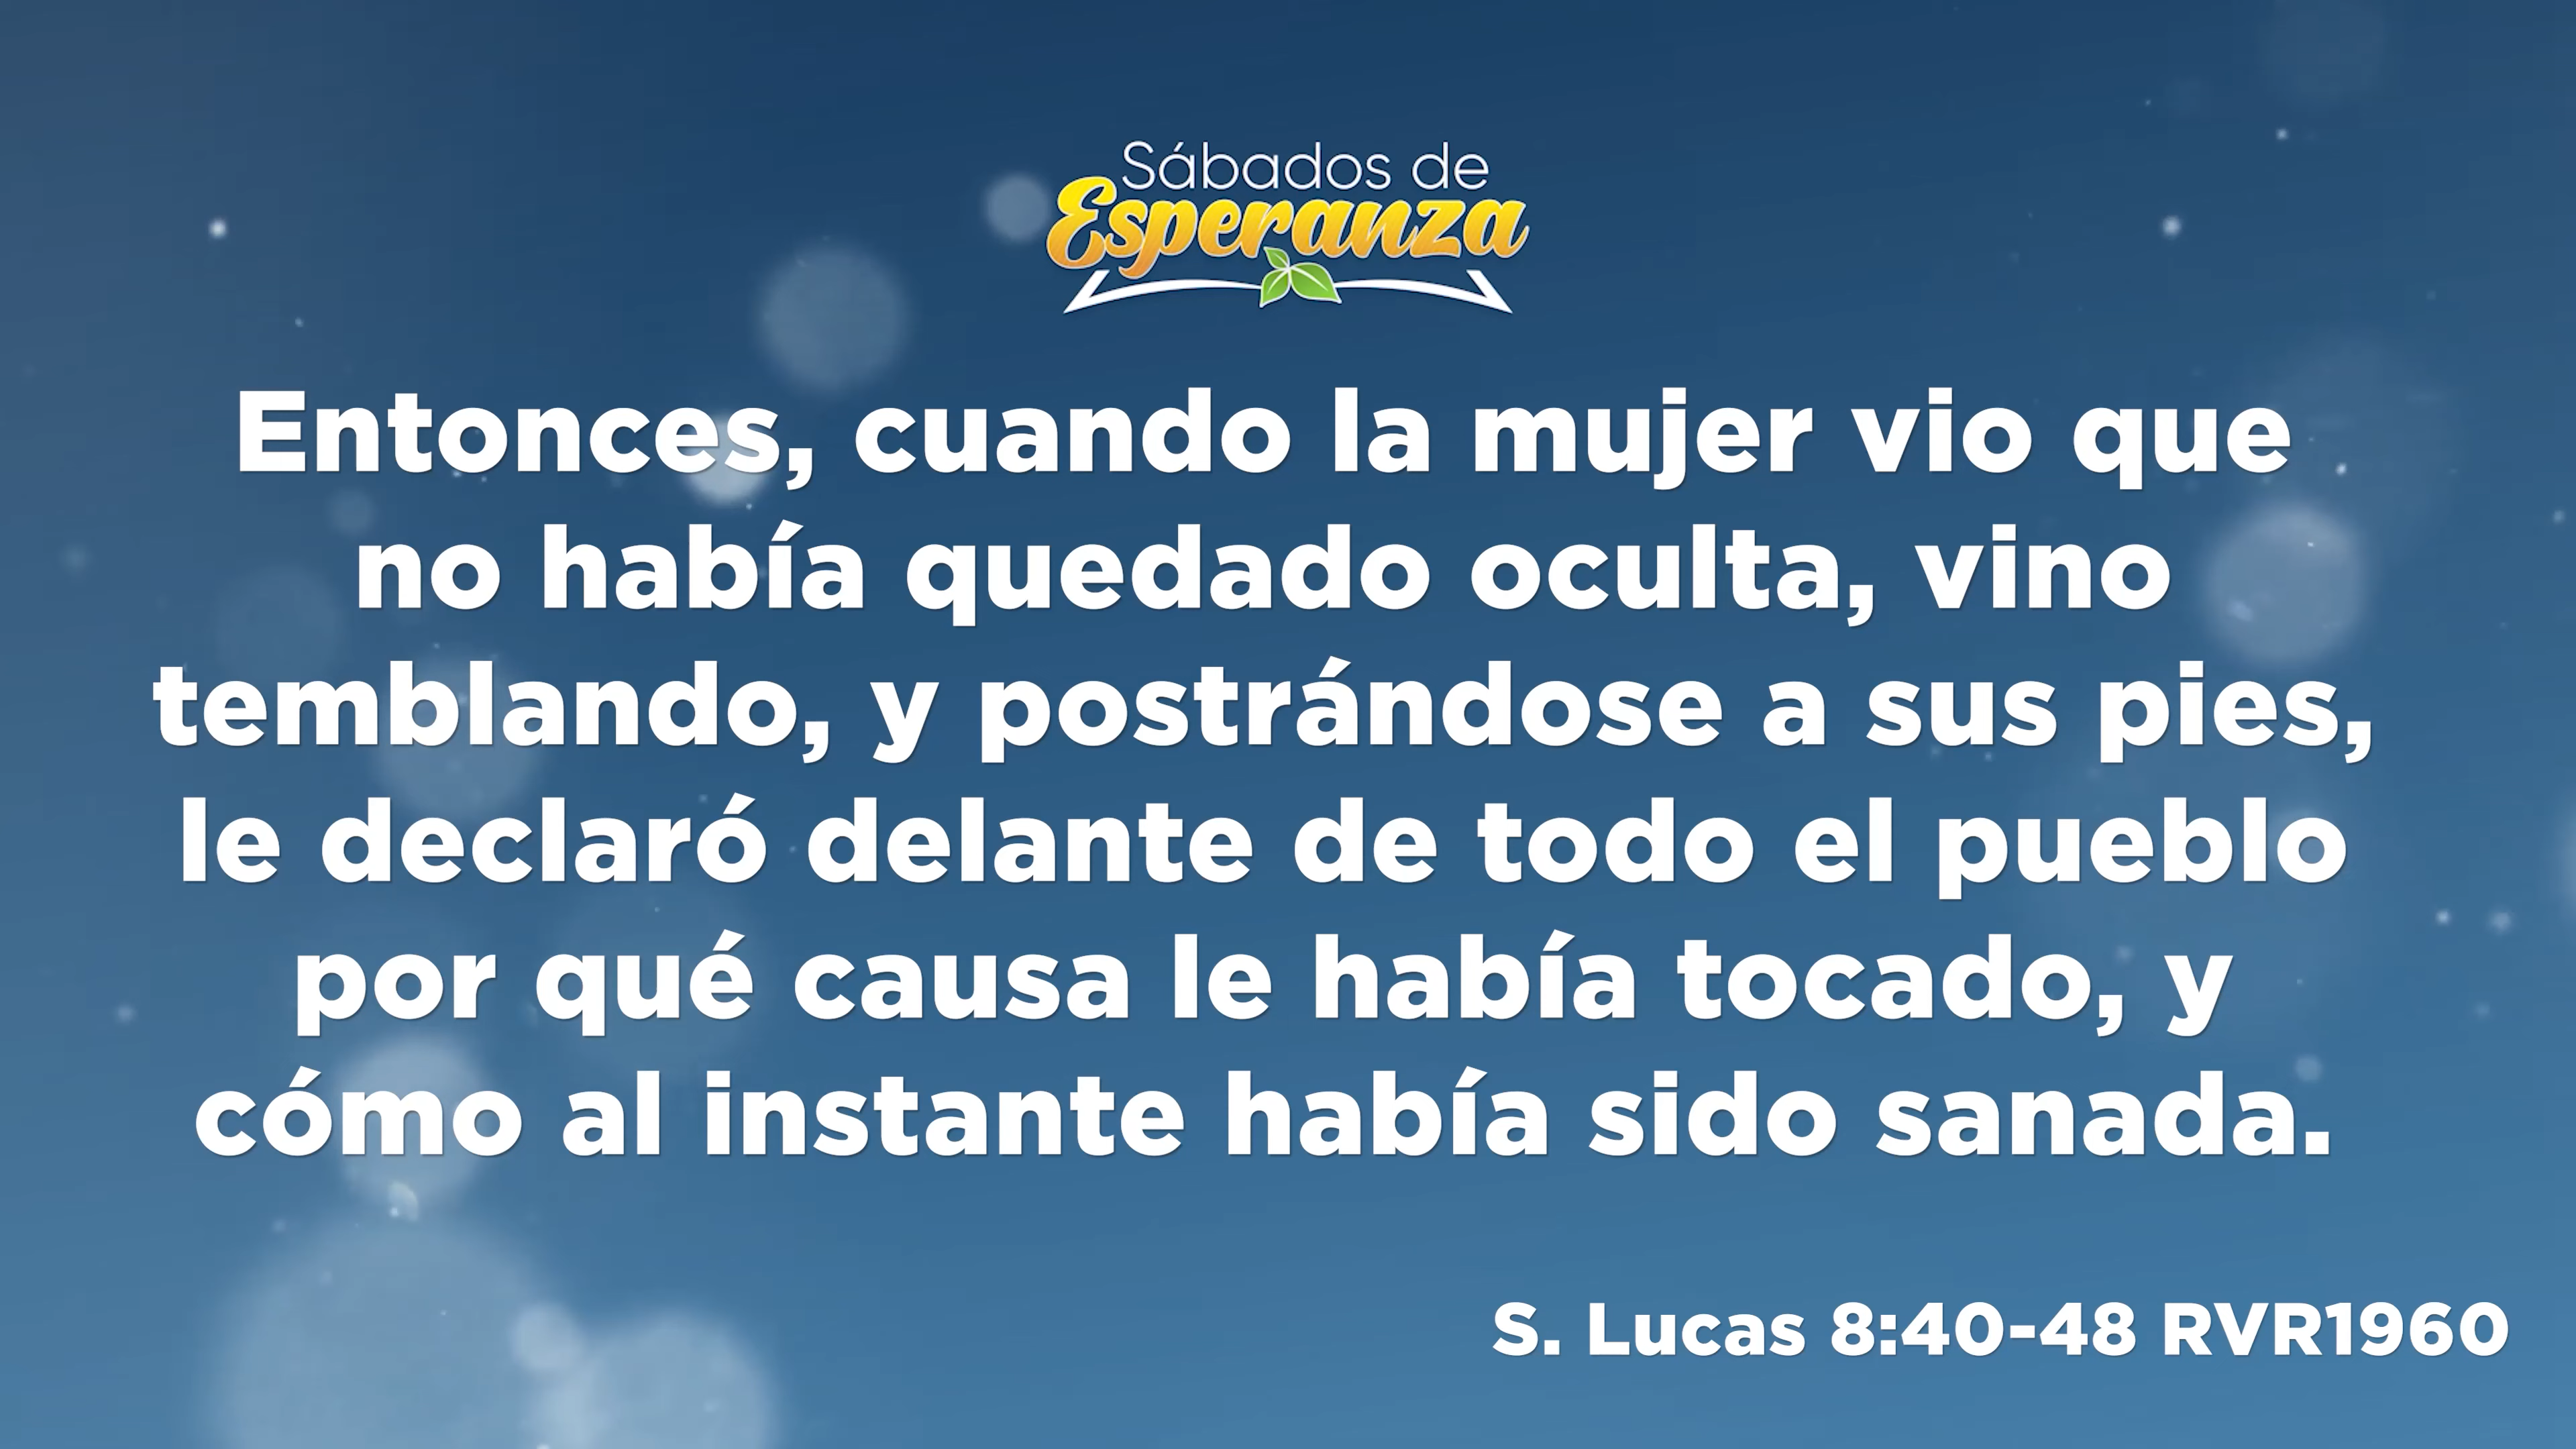 Sábados de
Esperanza
Entonces, cuando la mujer vio que
no había quedado oculta, vino
temblando, y postrándose a sus pies,
le declaró delante de todo el pueblo
por qué causa le había tocado, y
cómo al instante había sido sanada.
S. Lucas 8:40-48 RVR1960